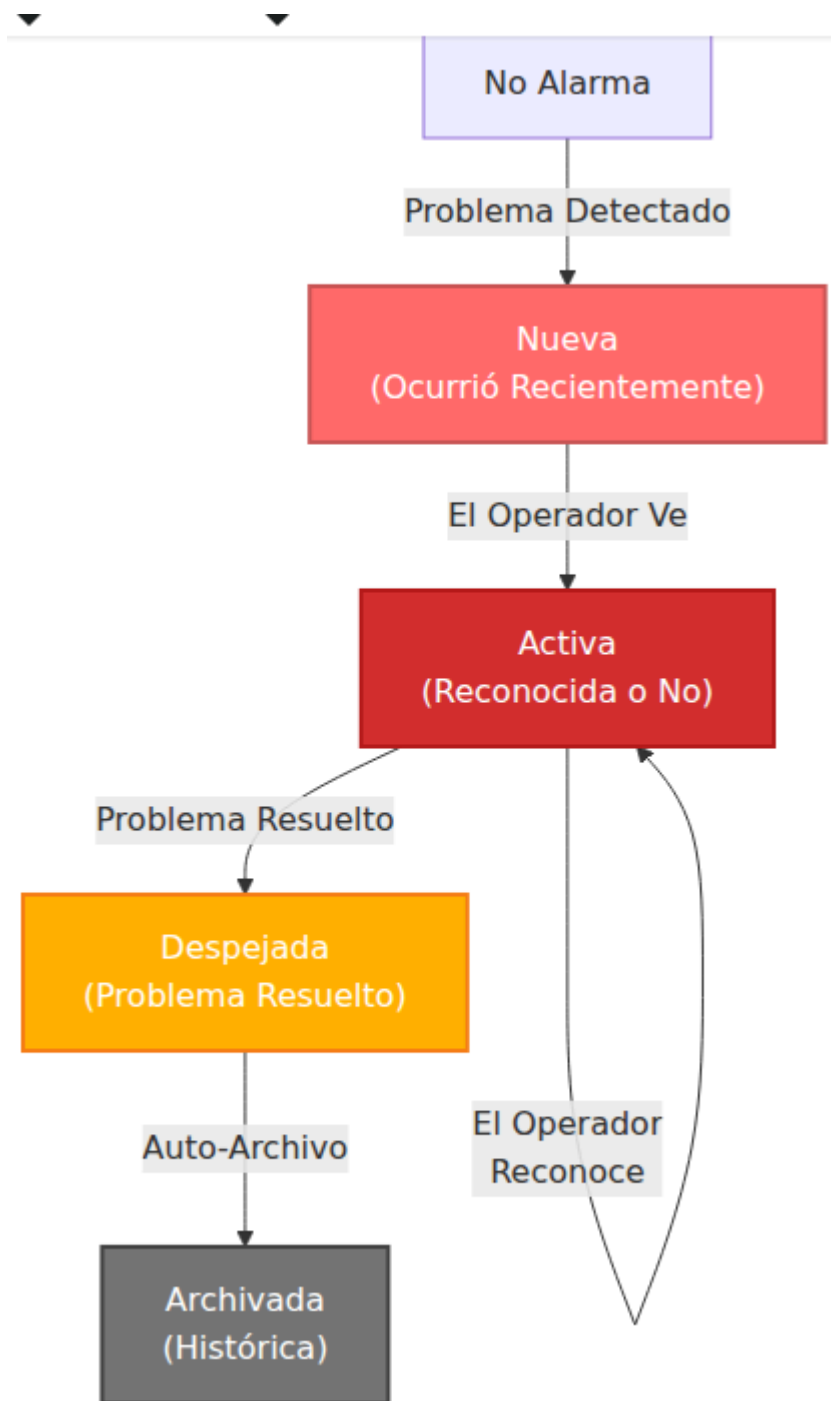 No Alarma
Problema Detectado
Nueva
(Ocurrió Recientemente)
El Operador Ve
Activa
(Reconocida o No)
Problema Resuelto
Despejada
(Problema Resuelto)
El Operador
Reconoce
Auto-Archivo
Archivada
(Histórica)